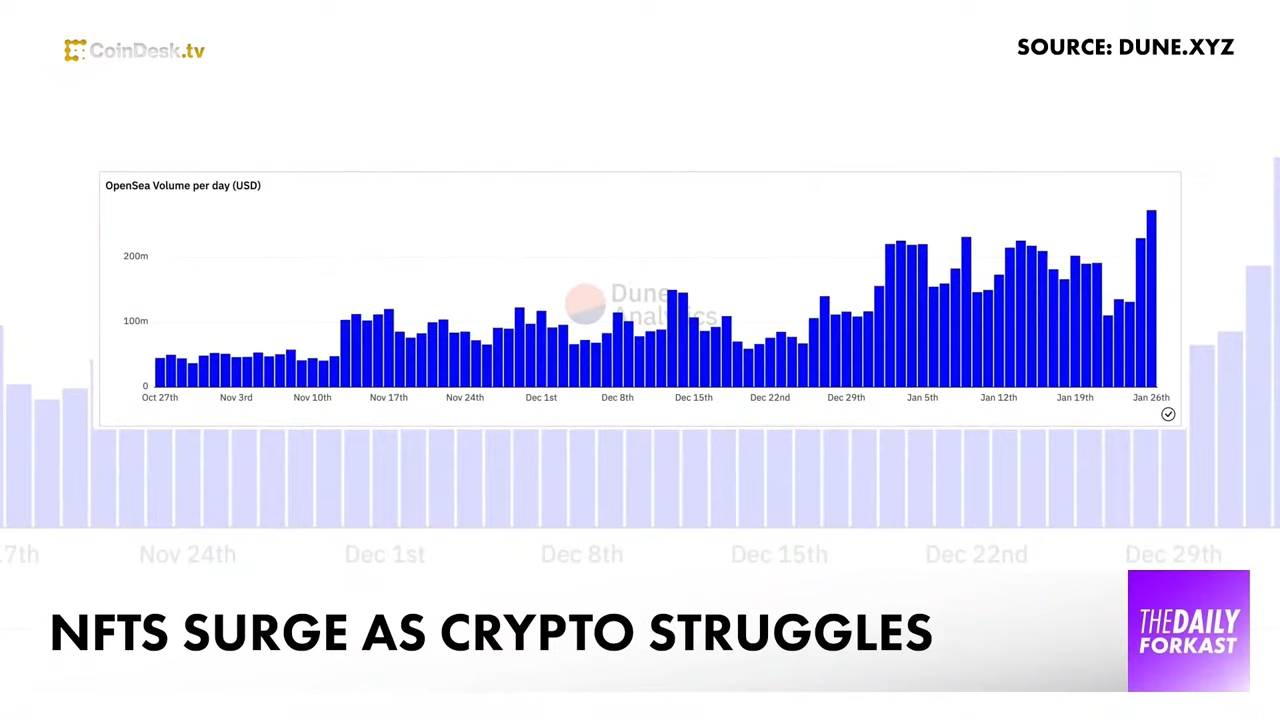 CoinDesk.tv
SOURCE: DUNE.XYZ
OpenSea Volume per day (USD)
200m
100m
0
Dune
Analytics
Oct 27th Nov 3rd Nov 10th Nov 17th Nov 24th Dec 1st Dec 8th Dec 15th Dec 22nd Dec 29th Jan 5th Jan 12th Jan 19th Jan 26th
7th Nov 24th Dec 1st Dec 8th Dec 15th Dec 22nd Dec 29th
NFTS SURGE AS CRYPTO STRUGGLES
THE DAILY
FORKAST